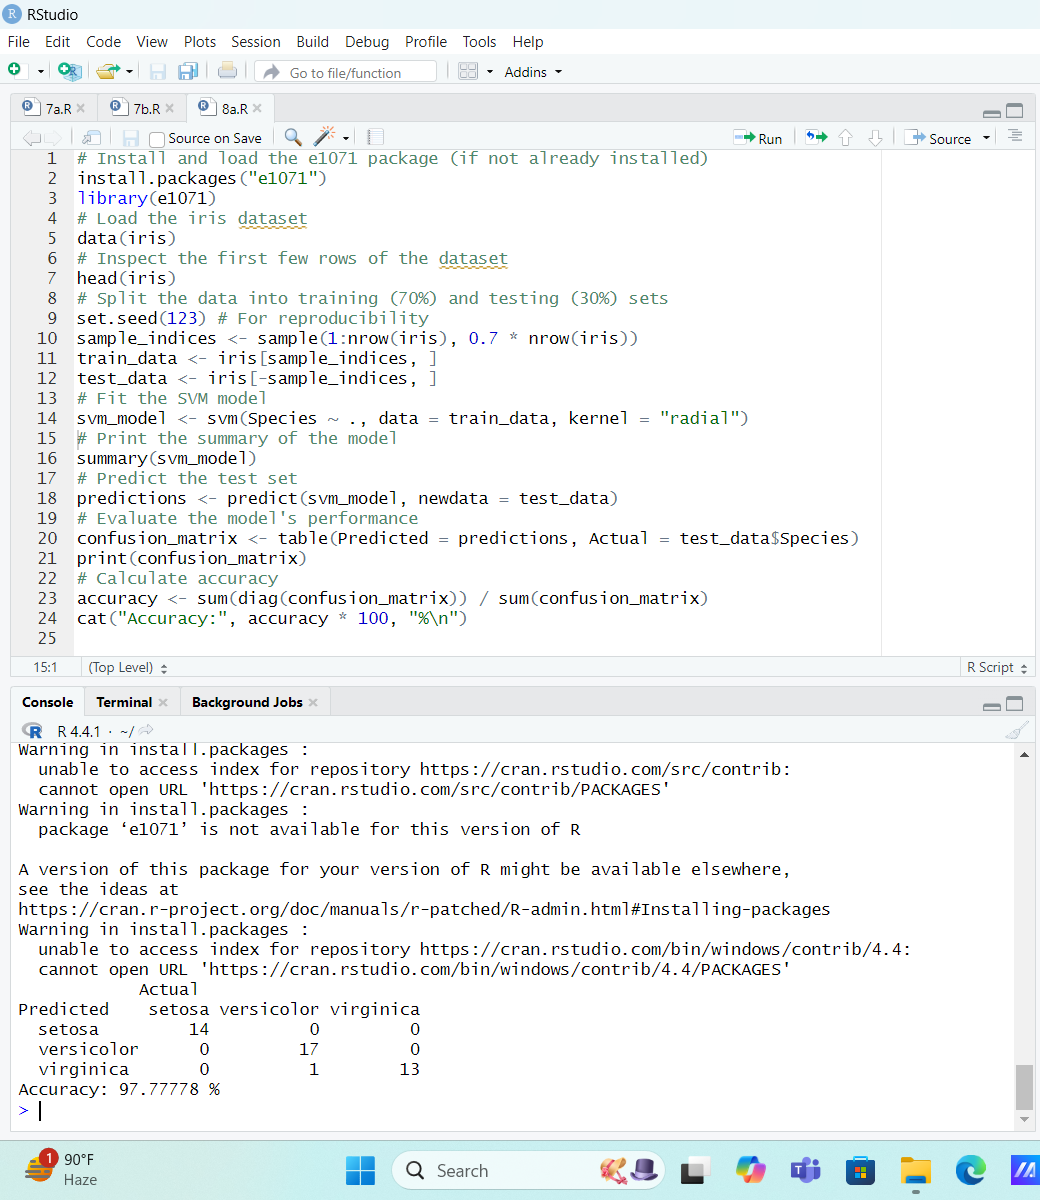 RStudio
File Edit Code View Plots Session Build Debug Profile Tools Help
Go to file/function Addins
7a.R 7b.R 8a.R
Source on Save Run Source
1 # Install and load the e1071 package (if not already installed)
2 install.packages("e1071")
3 library(e1071)
4 # Load the iris dataset
5 data(iris)
6 # Inspect the first few rows of the dataset
7 head(iris)
8 # Split the data into training (70%) and testing (30%) sets
9 set.seed(123) # For reproducibility
10 sample_indices <- sample(1:nrow(iris), 0.7 * nrow(iris))
11 train_data <- iris[sample_indices, ]
12 test_data <- iris[-sample_indices, ]
13 # Fit the SVM model
14 svm_model <- svm(Species ~ ., data = train_data, kernel = "radial")
15 # Print the summary of the model
16 summary(svm_model)
17 # Predict the test set
18 predictions <- predict(svm_model, newdata = test_data)
19 # Evaluate the model's performance
20 confusion_matrix <- table(Predicted = predictions, Actual = test_data$Species)
21 print(confusion_matrix)
22 # Calculate accuracy
23 accuracy <- sum(diag(confusion_matrix)) / sum(confusion_matrix)
24 cat("Accuracy:", accuracy * 100, "%\n")
25
15:1 (Top Level) R Script
Console Terminal Background Jobs
R R 4.4.1 · ~/
Warning in install.packages :
unable to access index for repository https://cran.rstudio.com/src/contrib:
cannot open URL 'https://cran.rstudio.com/src/contrib/PACKAGES'
Warning in install.packages :
package ‘e1071’ is not available for this version of R
A version of this package for your version of R might be available elsewhere,
see the ideas at
https://cran.r-project.org/doc/manuals/r-patched/R-admin.html#Installing-packages
Warning in install.packages :
unable to access index for repository https://cran.rstudio.com/bin/windows/contrib/4.4:
cannot open URL 'https://cran.rstudio.com/bin/windows/contrib/4.4/PACKAGES'
Actual
Predicted setosa versicolor virginica
setosa 14 0 0
versicolor 0 17 0
virginica 0 1 13
Accuracy: 97.77778 %
>
1 90°F
Haze
Search